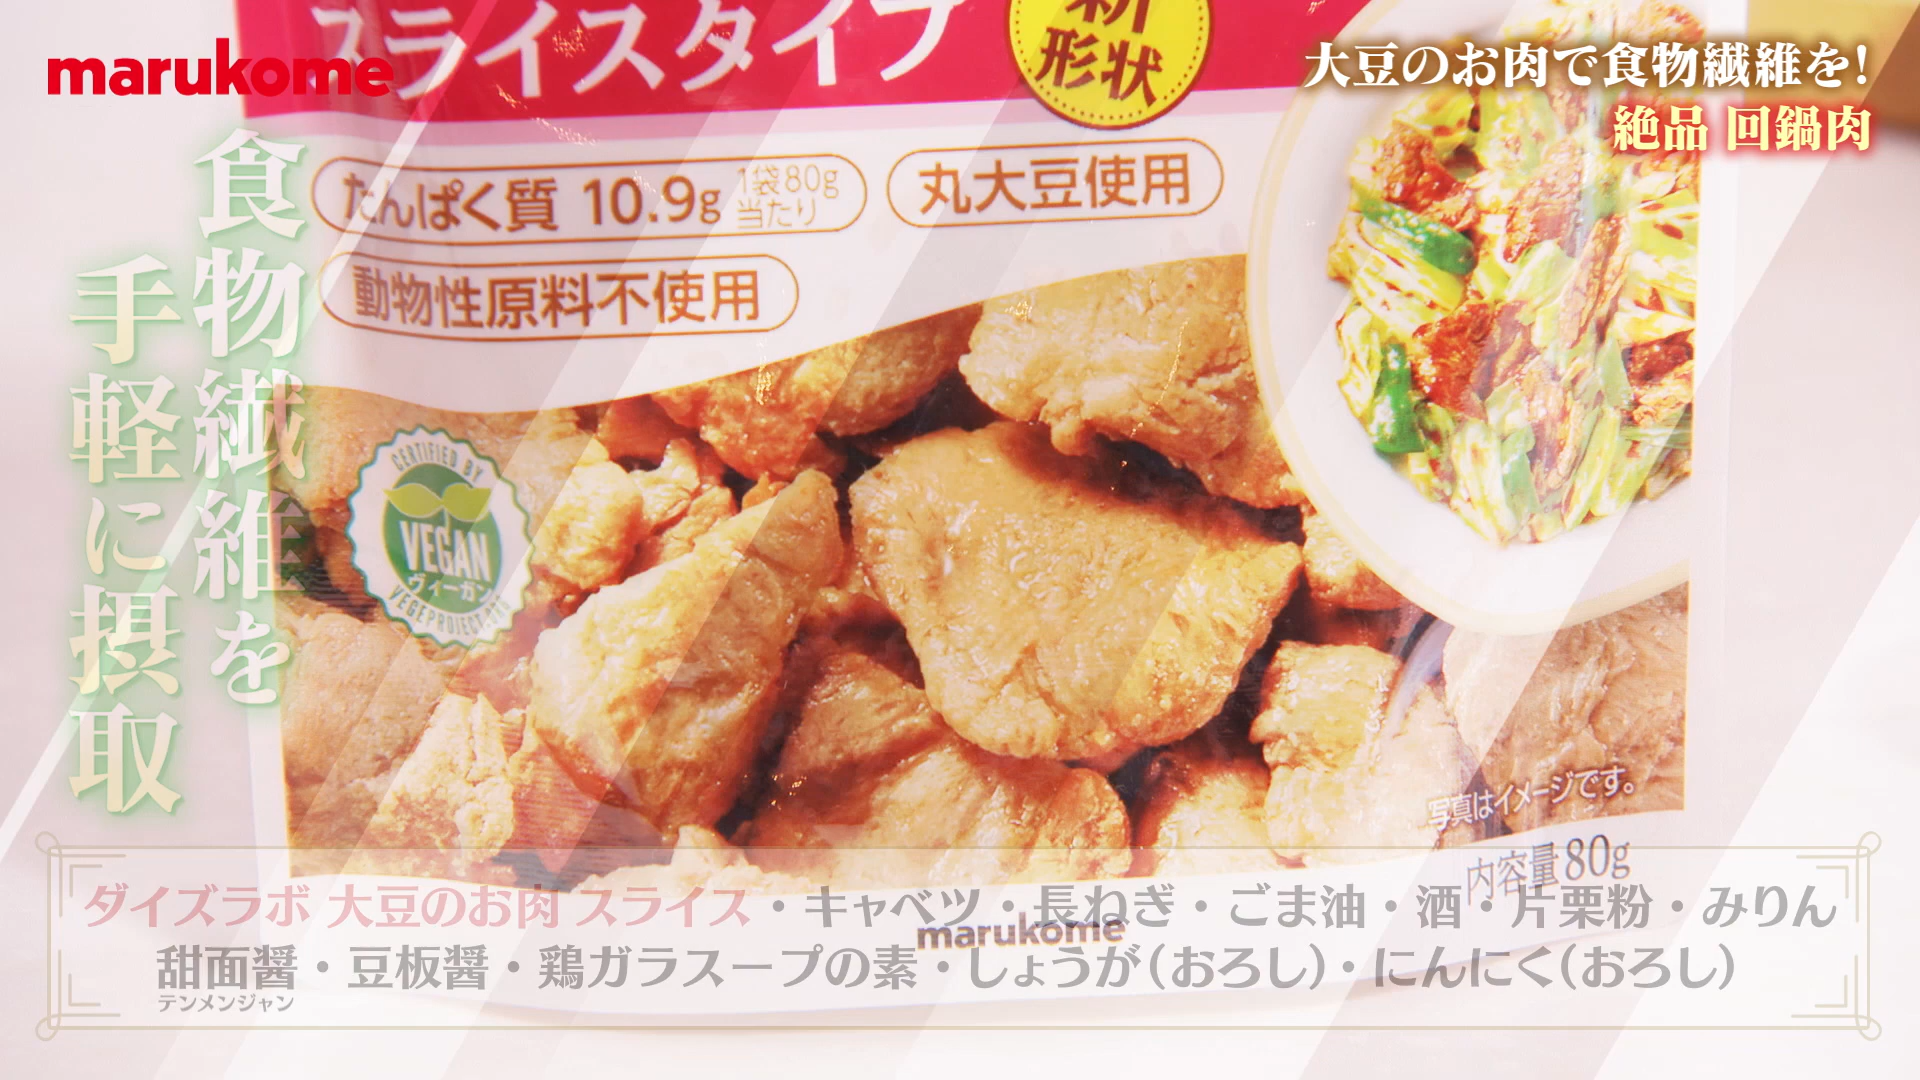 marukome
スライスタイプ
新
形状
大豆のお肉で食物繊維を!
絶品 回鍋肉
食物繊維を
手軽に摂取
たんぱく質 10.9g 1袋80g当たり
丸大豆使用
動物性原料不使用
CERTIFIED BY
VEGAN
ヴィーガン
VEGEPROJECT.ORG
写真はイメージです。
内容量80g
marukome
ダイズラボ 大豆のお肉 スライス・キャベツ・長ねぎ・ごま油・酒・片栗粉・みりん
甜面醤・豆板醤・鶏ガラスープの素・しょうが(おろし)・にんにく(おろし)
テンメンジャン